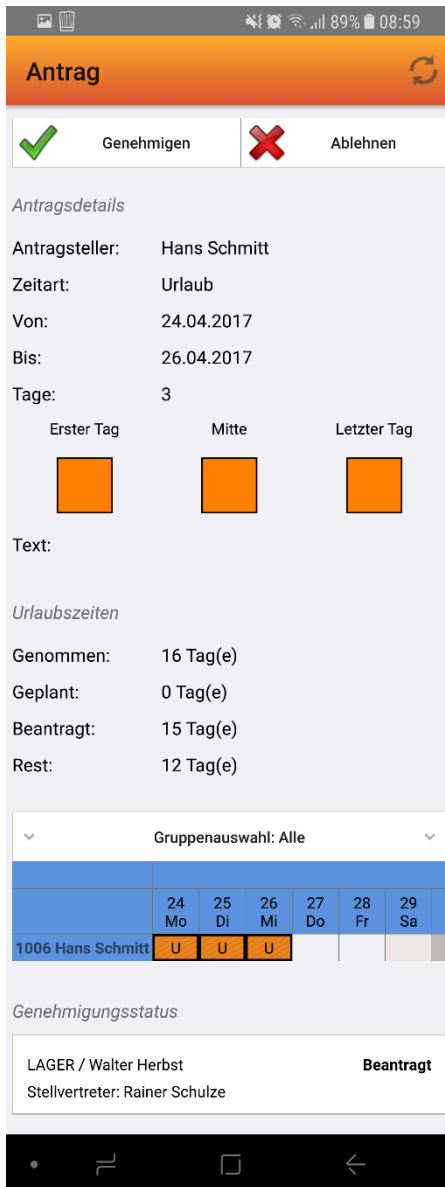 89% 08:59
Antrag
Genehmigen Ablehnen
Antragsdetails
Antragsteller: Hans Schmitt
Zeitart: Urlaub
Von: 24.04.2017
Bis: 26.04.2017
Tage: 3
Erster Tag Mitte Letzter Tag
Text:
Urlaubszeiten
Genommen: 16 Tag(e)
Geplant: 0 Tag(e)
Beantragt: 15 Tag(e)
Rest: 12 Tag(e)
Gruppenauswahl: Alle
24 25 26 27 28 29
Mo Di Mi Do Fr Sa
1006 Hans Schmitt U U U
Genehmigungsstatus
LAGER / Walter Herbst Beantragt
Stellvertreter: Rainer Schulze